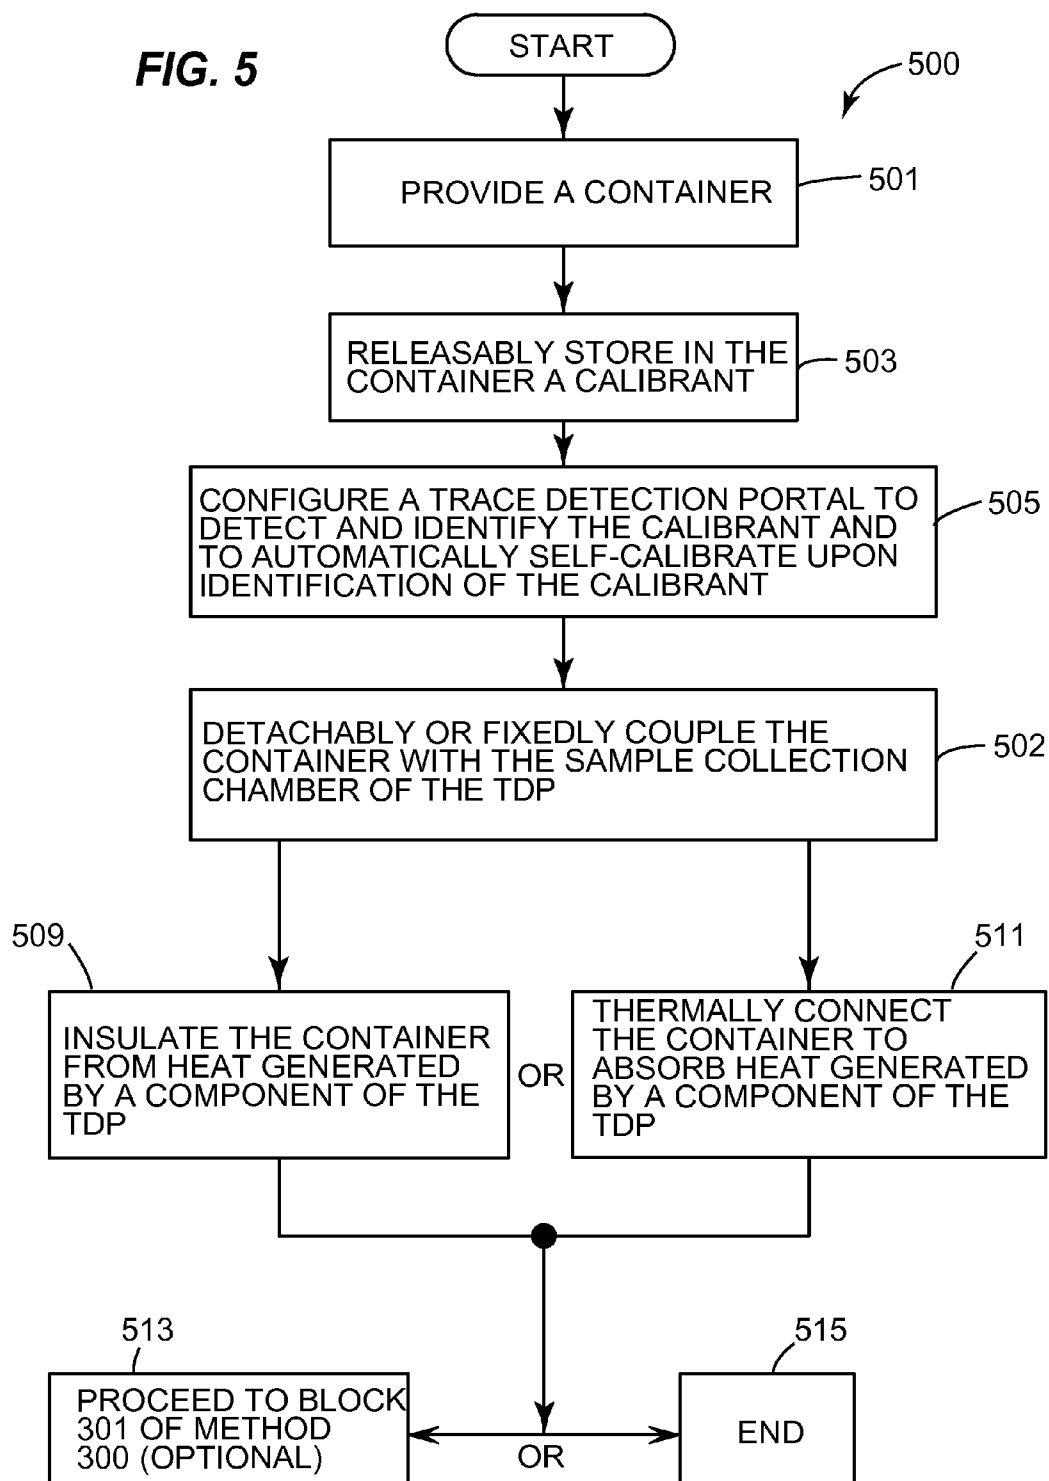 FIG. 5
START
500
PROVIDE A CONTAINER
501
RELEASABLY STORE IN THE
CONTAINER A CALIBRANT
503
CONFIGURE A TRACE DETECTION PORTAL TO
DETECT AND IDENTIFY THE CALIBRANT AND
TO AUTOMATICALLY SELF-CALIBRATE UPON
IDENTIFICATION OF THE CALIBRANT
505
DETACHABLY OR FIXEDLY COUPLE THE
CONTAINER WITH THE SAMPLE COLLECTION
CHAMBER OF THE TDP
502
509
INSULATE THE CONTAINER
FROM HEAT GENERATED
BY A COMPONENT OF THE
TDP
OR
511
THERMALLY CONNECT
THE CONTAINER TO
ABSORB HEAT GENERATED
BY A COMPONENT OF THE
TDP
513
PROCEED TO BLOCK
301 OF METHOD
300 (OPTIONAL)
OR
515
END